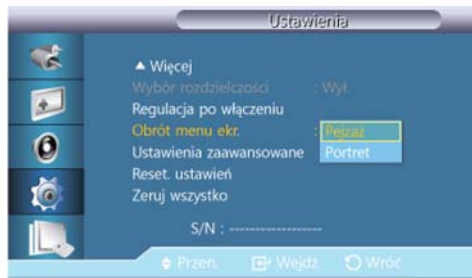 Ustawienia
▲ Więcej
Wybór rozdzielczości : Wył.
Regulacja po włączeniu
Obrót menu ekr. : Pejzaż
Ustawienia zaawansowane Portret
Reset. ustawień
Zeruj wszystko
S/N : ------------------
Przen. Wejdź Wróć